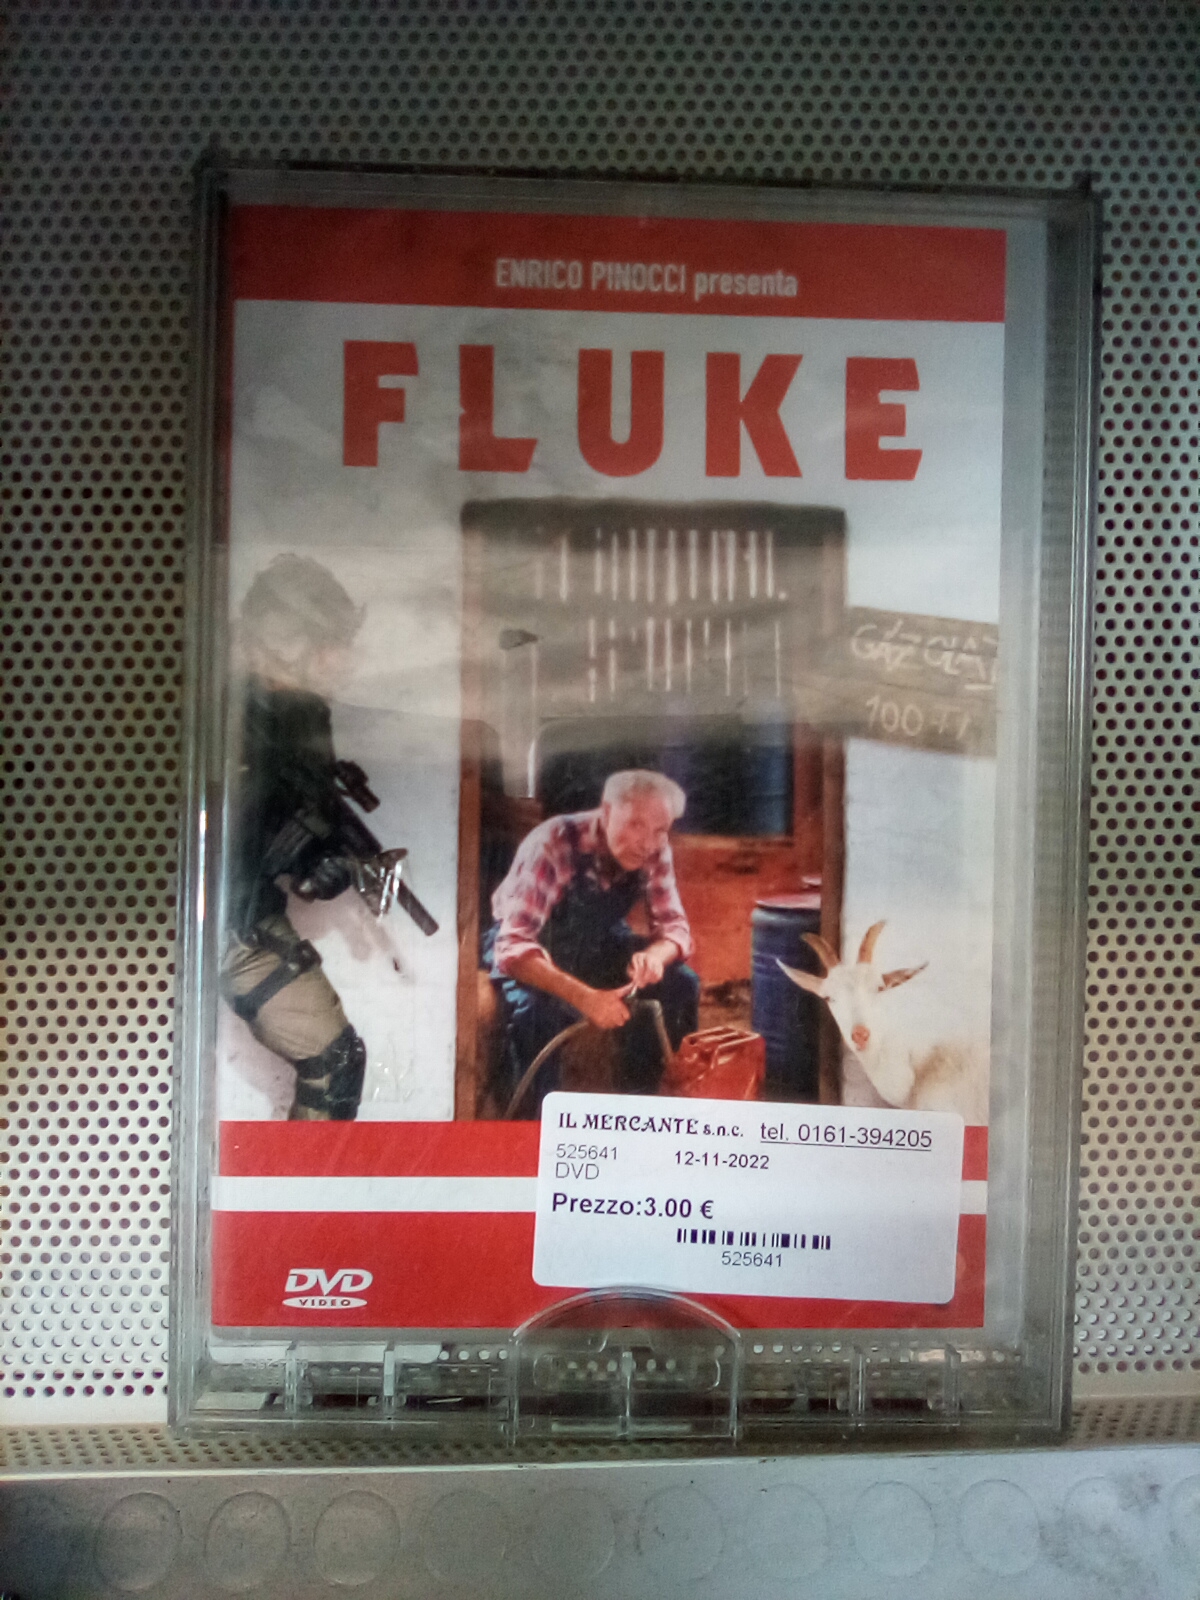 ENRICO PINOCCI presenta
FLUKE
100
IL MERCANTE s.n.c. tel. 0161-394205
525641 12-11-2022
DVD
Prezzo:3.00 €
525641
DVD
VIDEO